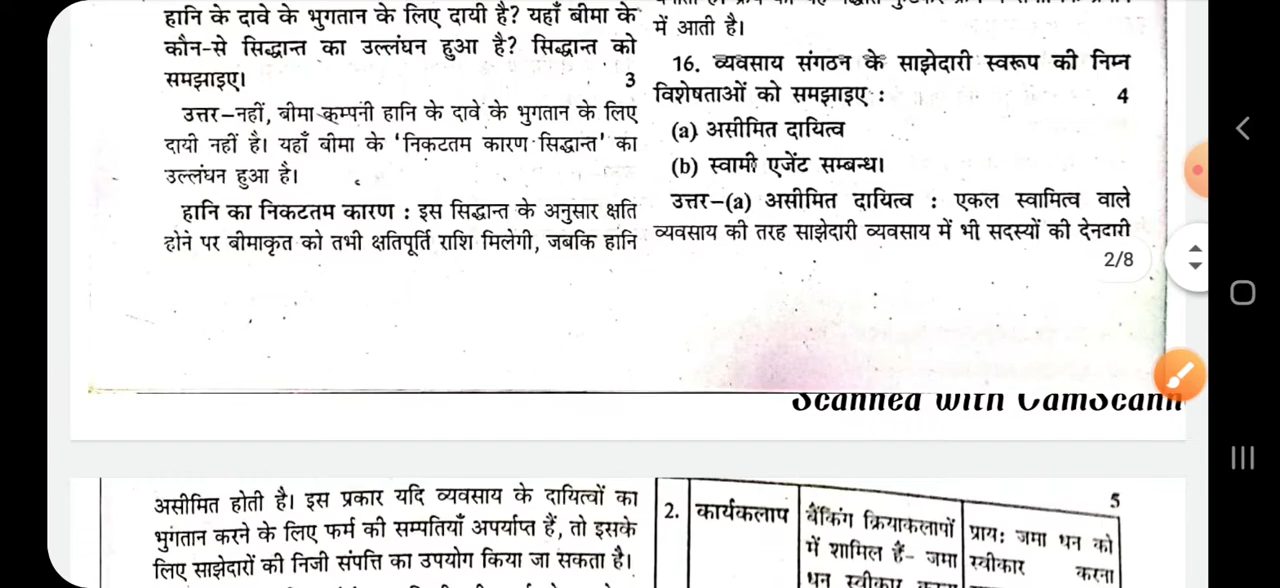 हानि के दावे के भुगतान के लिए दायी है? यहाँ बीमा के
कौन-से सिद्धान्त का उल्लंघन हुआ है? सिद्धान्त को
समझाइए। 3
उत्तर–नहीं, बीमा कम्पनी हानि के दावे के भुगतान के लिए
दायी नहीं है। यहाँ बीमा के 'निकटतम कारण सिद्धान्त' का
उल्लंघन हुआ है।
हानि का निकटतम कारण : इस सिद्धान्त के अनुसार क्षति
होने पर बीमाकृत को तभी क्षतिपूर्ति राशि मिलेगी, जबकि हानि
में आती है।
16. व्यवसाय संगठन के साझेदारी स्वरूप की निम्न
विशेषताओं को समझाइए : 4
(a) असीमित दायित्व
(b) स्वामी एजेंट सम्बन्ध।
उत्तर–(a) असीमित दायित्व : एकल स्वामित्व वाले
व्यवसाय की तरह साझेदारी व्यवसाय में भी सदस्यों की देनदारी
2/8
Scanned with CamScann
असीमित होती है। इस प्रकार यदि व्यवसाय के दायित्वों का
भुगंतान करने के लिए फर्म की सम्पतियाँ अपर्याप्त हैं, तो इसके
लिए साझेदारों की निजी संपत्ति का उपयोग किया जा सकता है।
5
2. कार्यकलाप
बैंकिंग क्रियाकलापों
में शामिल हैं- जमा
धन स्वीकार करना
प्राय: जमा धन को
स्वीकार करना